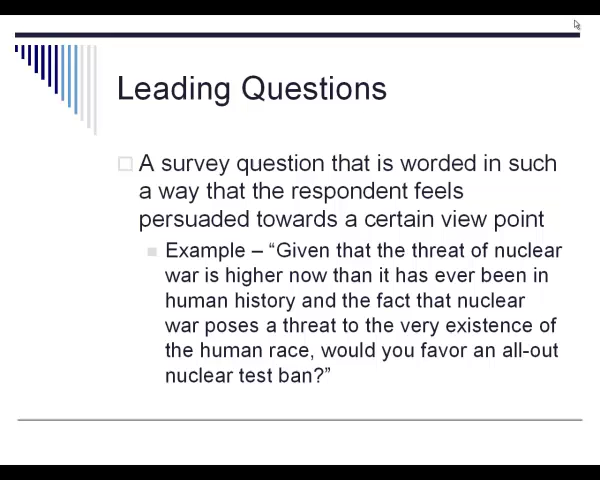 Leading Questions
A survey question that is worded in such
a way that the respondent feels
persuaded towards a certain view point
Example – “Given that the threat of nuclear
war is higher now than it has ever been in
human history and the fact that nuclear
war poses a threat to the very existence of
the human race, would you favor an all-out
nuclear test ban?”